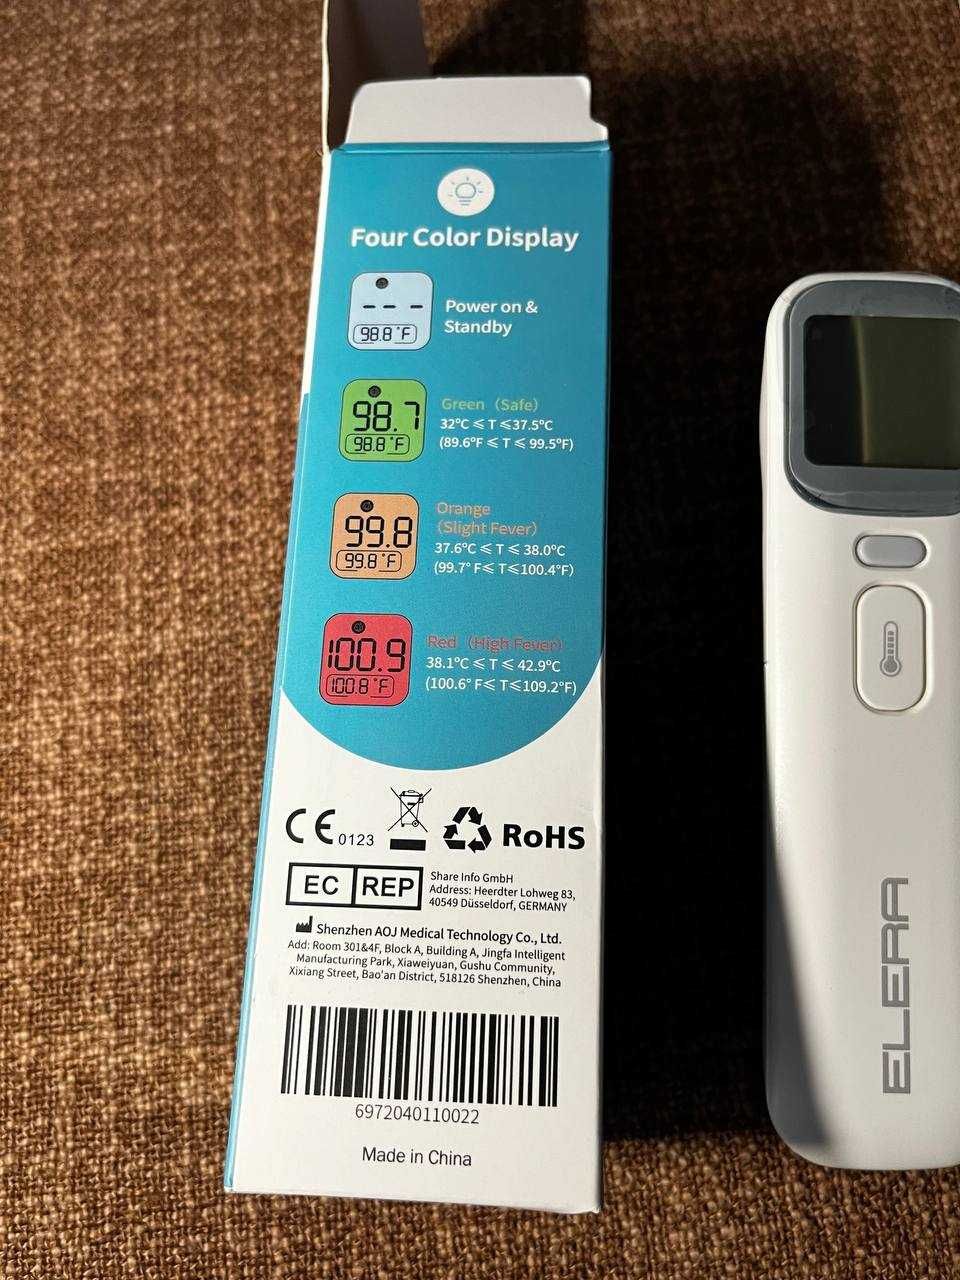 Four Color Display
- - -
98.8 °F
Power on &
Standby
98.7
98.8 °F
Green (Safe)
32°C ⩽ T ⩽37.5°C
(89.6°F ⩽ T ⩽ 99.5°F)
99.8
99.8 °F
Orange
(Slight Fever)
37.6°C ⩽ T ⩽ 38.0°C
(99.7° F⩽ T⩽100.4°F)
100.9
100.8 °F
Red (High Fever)
38.1°C ⩽ T ⩽ 42.9°C
(100.6° F⩽ T⩽109.2°F)
CE 0123
RoHS
EC REP
Share Info GmbH
Address: Heerdter Lohweg 83,
40549 Düsseldorf, GERMANY
Shenzhen AOJ Medical Technology Co., Ltd.
Add: Room 301&4F, Block A, Building A, Jingfa Intelligent
Manufacturing Park, Xiaweiyuan, Gushu Community,
Xixiang Street, Bao'an District, 518126 Shenzhen, China
6972040110022
Made in China
ELERA